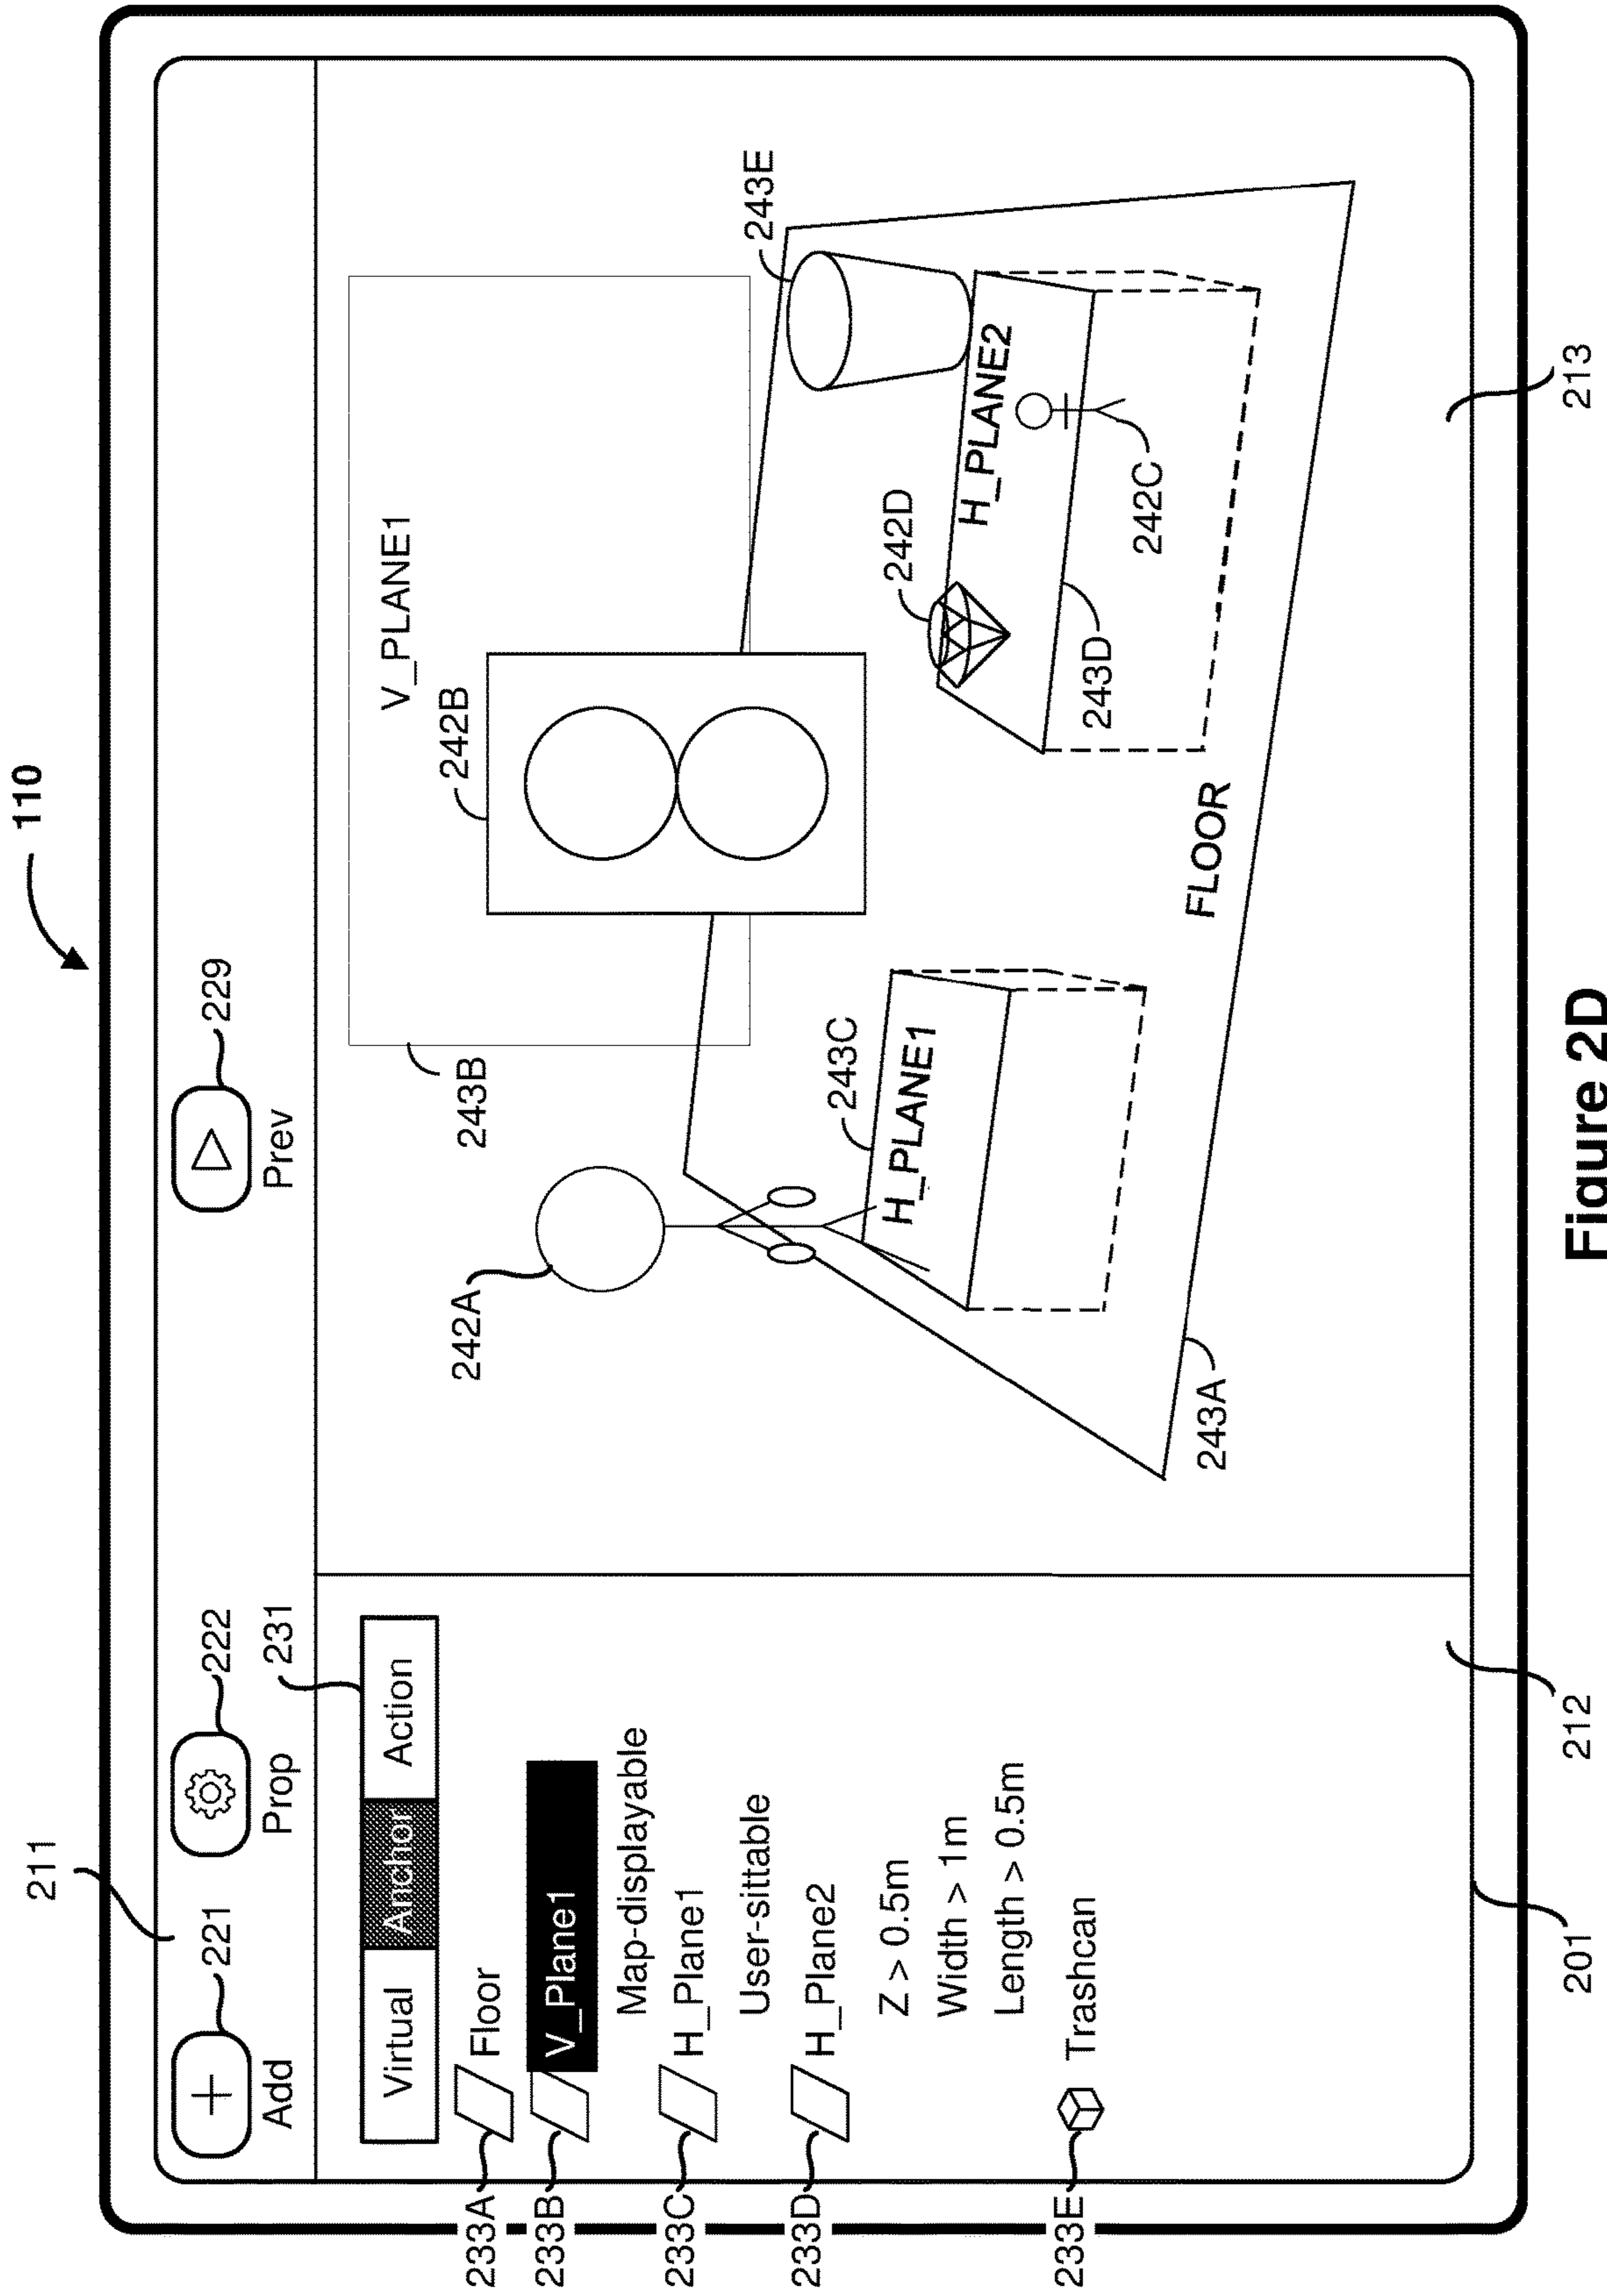 110
211
221
222
229
Add
Prop
Prev
231
Virtual
Anchor
Action
233A
Floor
233B
V_Plane1
Map-displayable
233C
H_Plane1
User-sittable
233D
H_Plane2
Z > 0.5m
Width > 1m
Length > 0.5m
233E
Trashcan
V_PLANE1
242B
243B
242A
243E
243C
H_PLANE1
242D
H_PLANE2
242C
243D
FLOOR
243A
201
212
213
Figure 2D